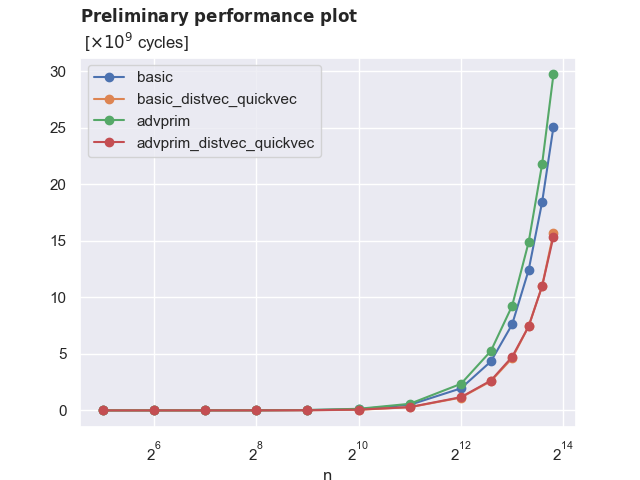 Preliminary performance plot
[×10⁹ cycles]
basic
basic_distvec_quickvec
advprim
advprim_distvec_quickvec
30
25
20
15
10
5
0
2⁶ 2⁸ 2¹⁰ 2¹² 2¹⁴
n